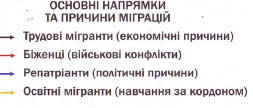 ОСНОВНІ НАПРЯМКИ
ТА ПРИЧИНИ МІГРАЦІЙ
Трудові мігранти (економічні причини)
Біженці (військові конфлікти)
Репатріанти (політичні причини)
Освітні мігранти (навчання за кордоном)